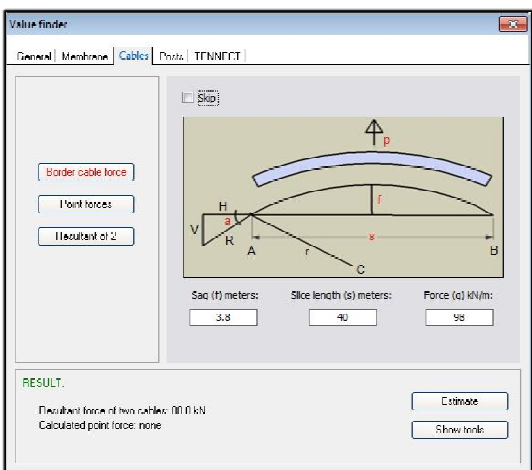 Value finder
General Membrane Cables Posts TENNECT
Skip
p
Border cable force
Point forces
Resultant of 2
H
f
a
V
R
s
A
r
B
C
Sag (f) meters: Slice length (s) meters: Force (q) kN/m:
3.8 40 98
RESULT:
Resultant force of two cables: kN
Calculated point force: none
Estimate
Show tools